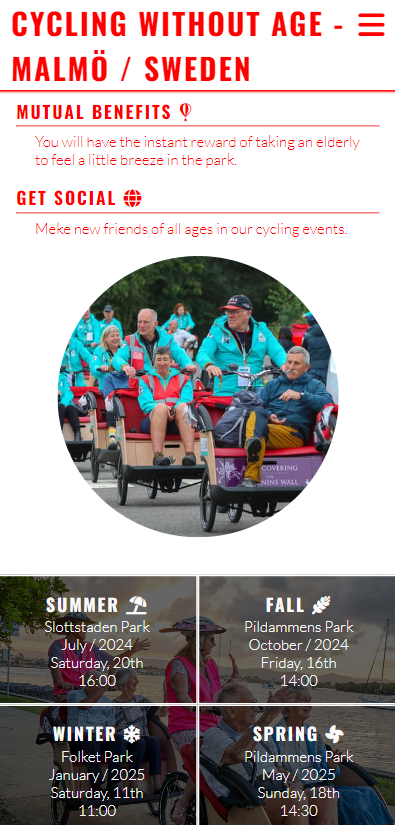 CYCLING WITHOUT AGE -
MALMÖ / SWEDEN
MUTUAL BENEFITS
You will have the instant reward of taking an elderly
to feel a little breeze in the park.
GET SOCIAL
Meke new friends of all ages in our cycling events.
COVERING
NINE WALL
SUMMER
Slottstaden Park
July / 2024
Saturday, 20th
16:00
FALL
Pildammens Park
October / 2024
Friday, 16th
14:00
WINTER
Folket Park
January / 2025
Saturday, 11th
11:00
SPRING
Pildammens Park
May / 2025
Sunday, 18th
14:30